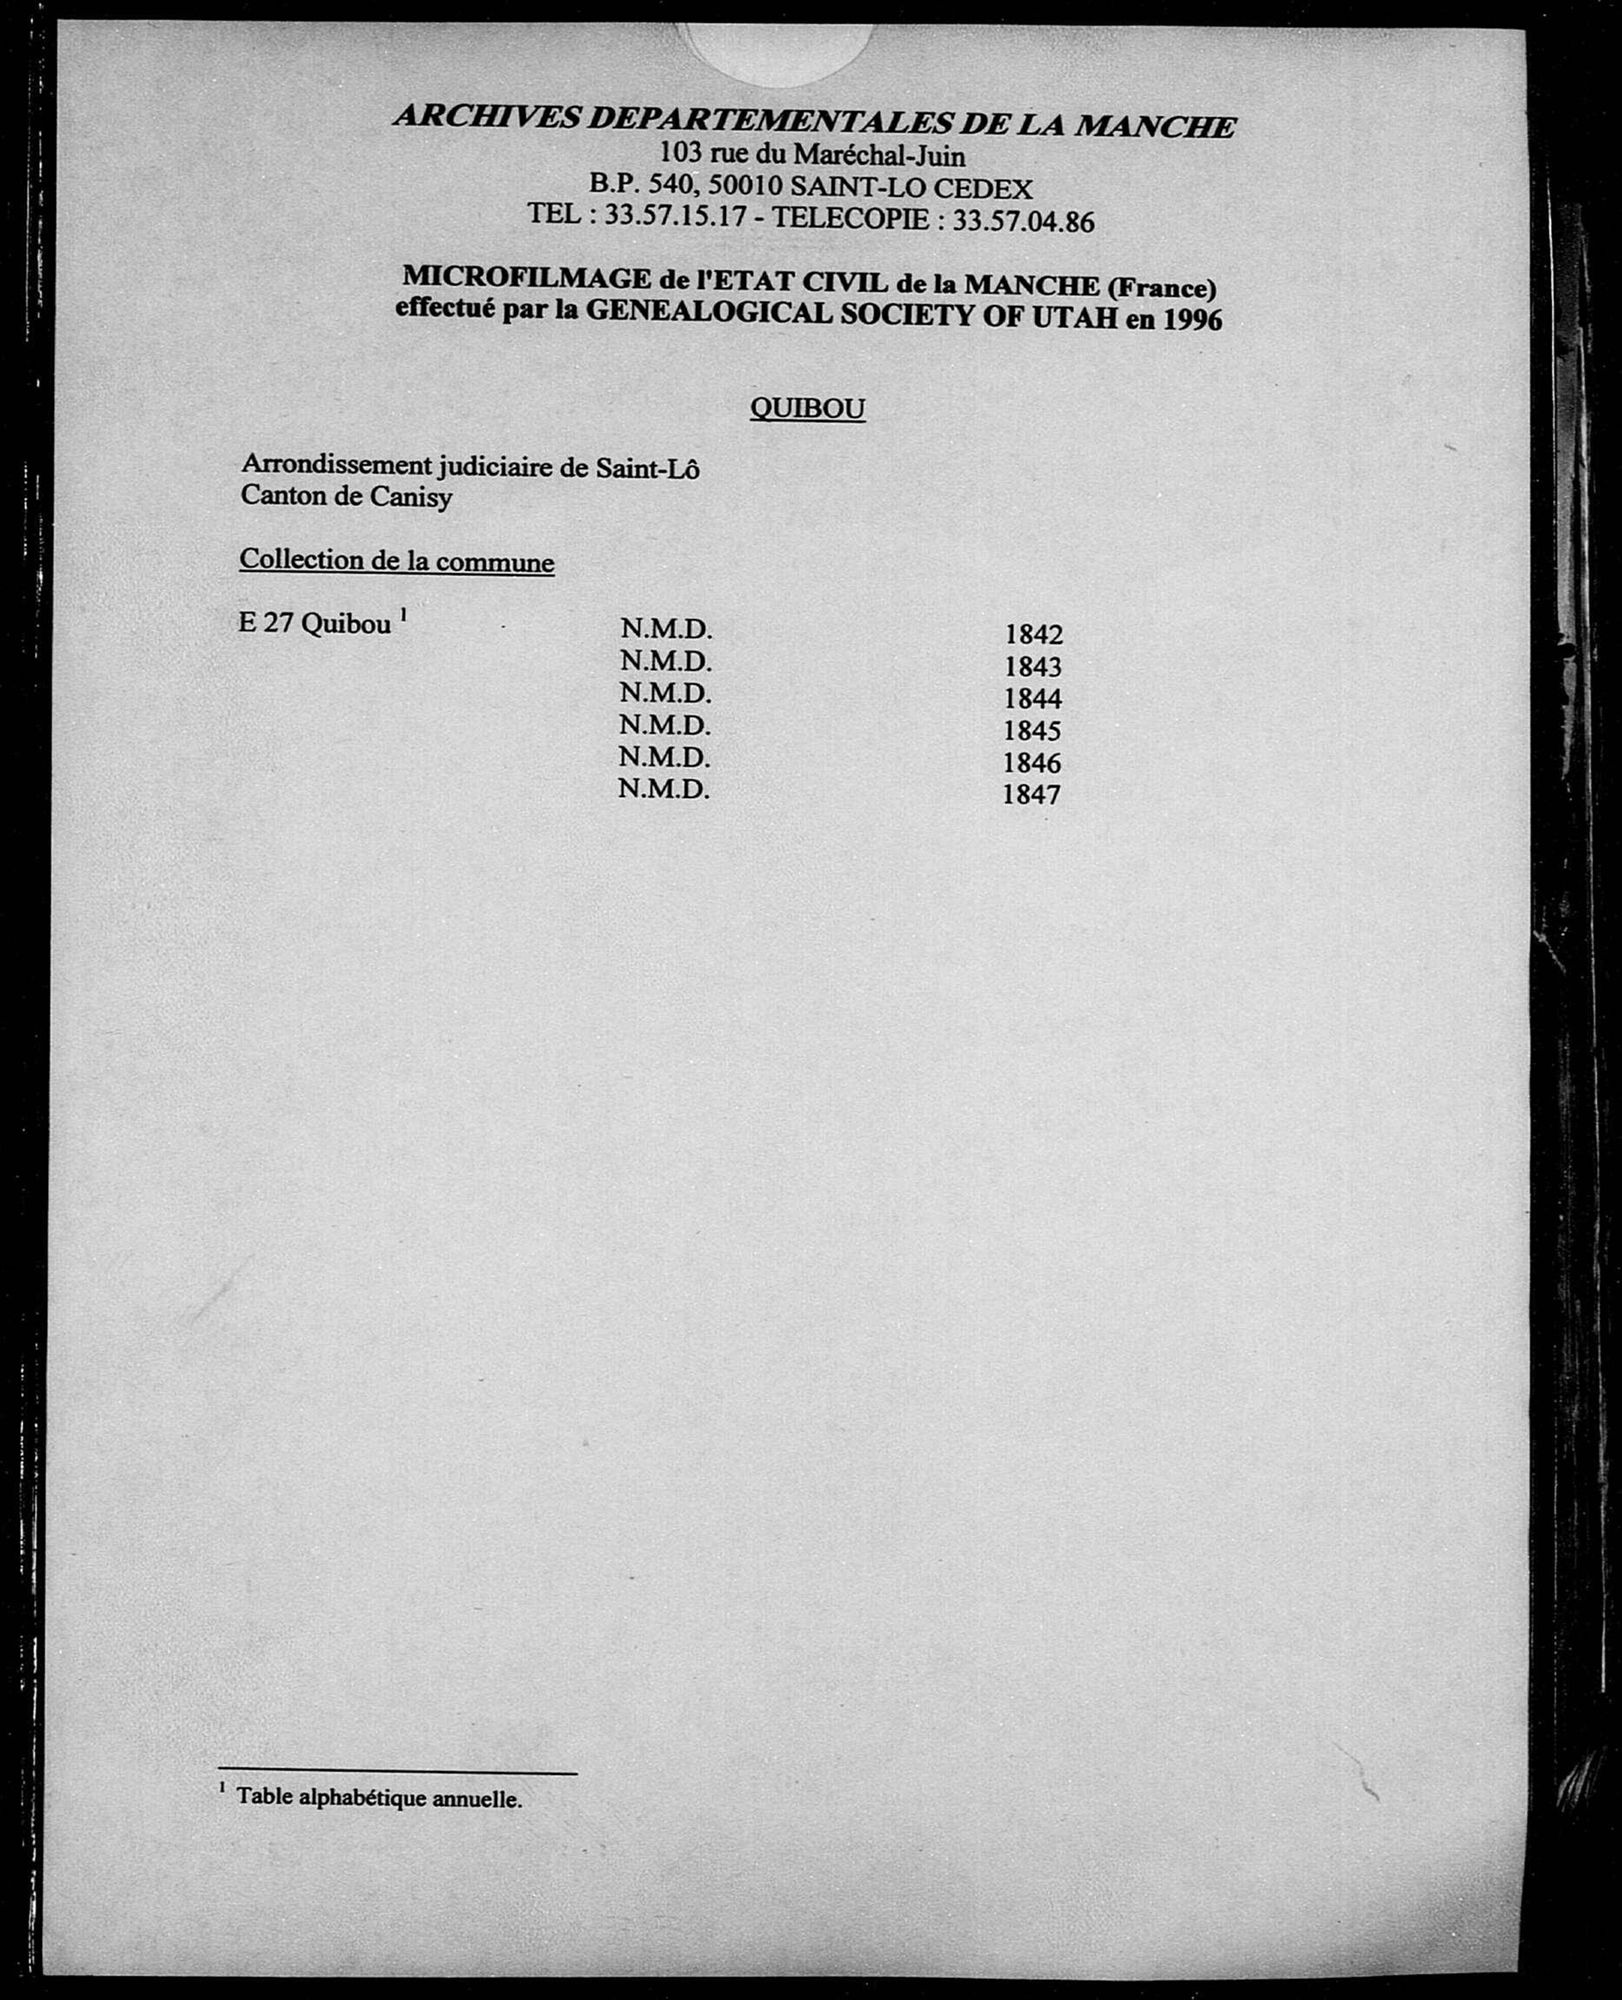 ARCHIVES DEPARTEMENTALES DE LA MANCHE
103 rue du Maréchal-Juin
B.P. 540, 50010 SAINT-LO CEDEX
TEL : 33.57.15.17 - TELECOPIE : 33.57.04.86
MICROFILMAGE de l'ETAT CIVIL de la MANCHE (France)
effectué par la GENEALOGICAL SOCIETY OF UTAH en 1996
QUIBOU
Arrondissement judiciaire de Saint-Lô
Canton de Canisy
Collection de la commune
E 27 Quibou ¹ N.M.D. 1842
N.M.D. 1843
N.M.D. 1844
N.M.D. 1845
N.M.D. 1846
N.M.D. 1847
¹ Table alphabétique annuelle.